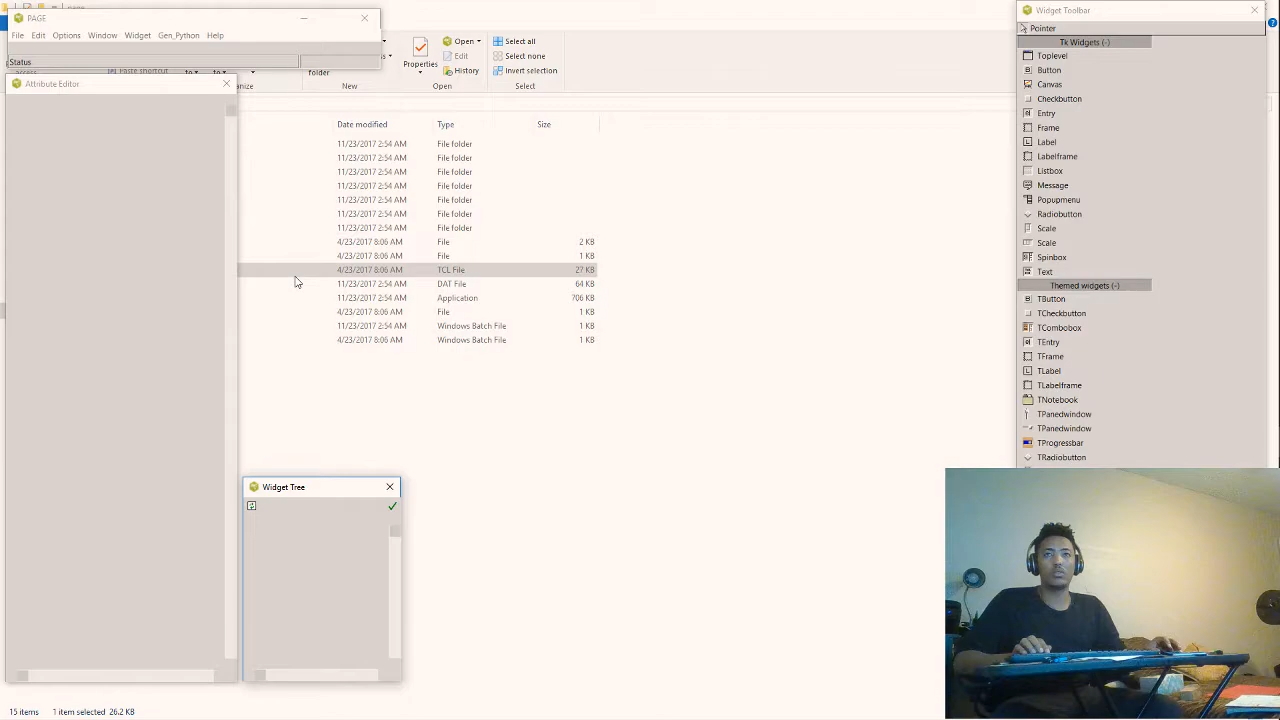 PAGE
File Edit Options Window Widget Gen_Python Help
Status
Attribute Editor
Paste shortcut
folder
Properties
Open
Edit
History
Select all
Select none
Invert selection
New
Open
Select
Date modified Type Size
11/23/2017 2:54 AM File folder
11/23/2017 2:54 AM File folder
11/23/2017 2:54 AM File folder
11/23/2017 2:54 AM File folder
11/23/2017 2:54 AM File folder
11/23/2017 2:54 AM File folder
11/23/2017 2:54 AM File folder
4/23/2017 8:06 AM File 2 KB
4/23/2017 8:06 AM File 1 KB
4/23/2017 8:06 AM TCL File 27 KB
11/23/2017 2:54 AM DAT File 64 KB
11/23/2017 2:54 AM Application 706 KB
4/23/2017 8:06 AM File 1 KB
11/23/2017 2:54 AM Windows Batch File 1 KB
4/23/2017 8:06 AM Windows Batch File 1 KB
Widget Tree
15 items 1 item selected 26.2 KB
Widget Toolbar
Pointer
Tk Widgets (-)
Toplevel
Button
Canvas
Checkbutton
Entry
Frame
Label
Labelframe
Listbox
Message
Popupmenu
Radiobutton
Scale
Scale
Spinbox
Text
Themed widgets (-)
TButton
TCheckbutton
TCombobox
TEntry
TFrame
TLabel
TLabelframe
TNotebook
TPanedwindow
TPanedwindow
TProgressbar
TRadiobutton